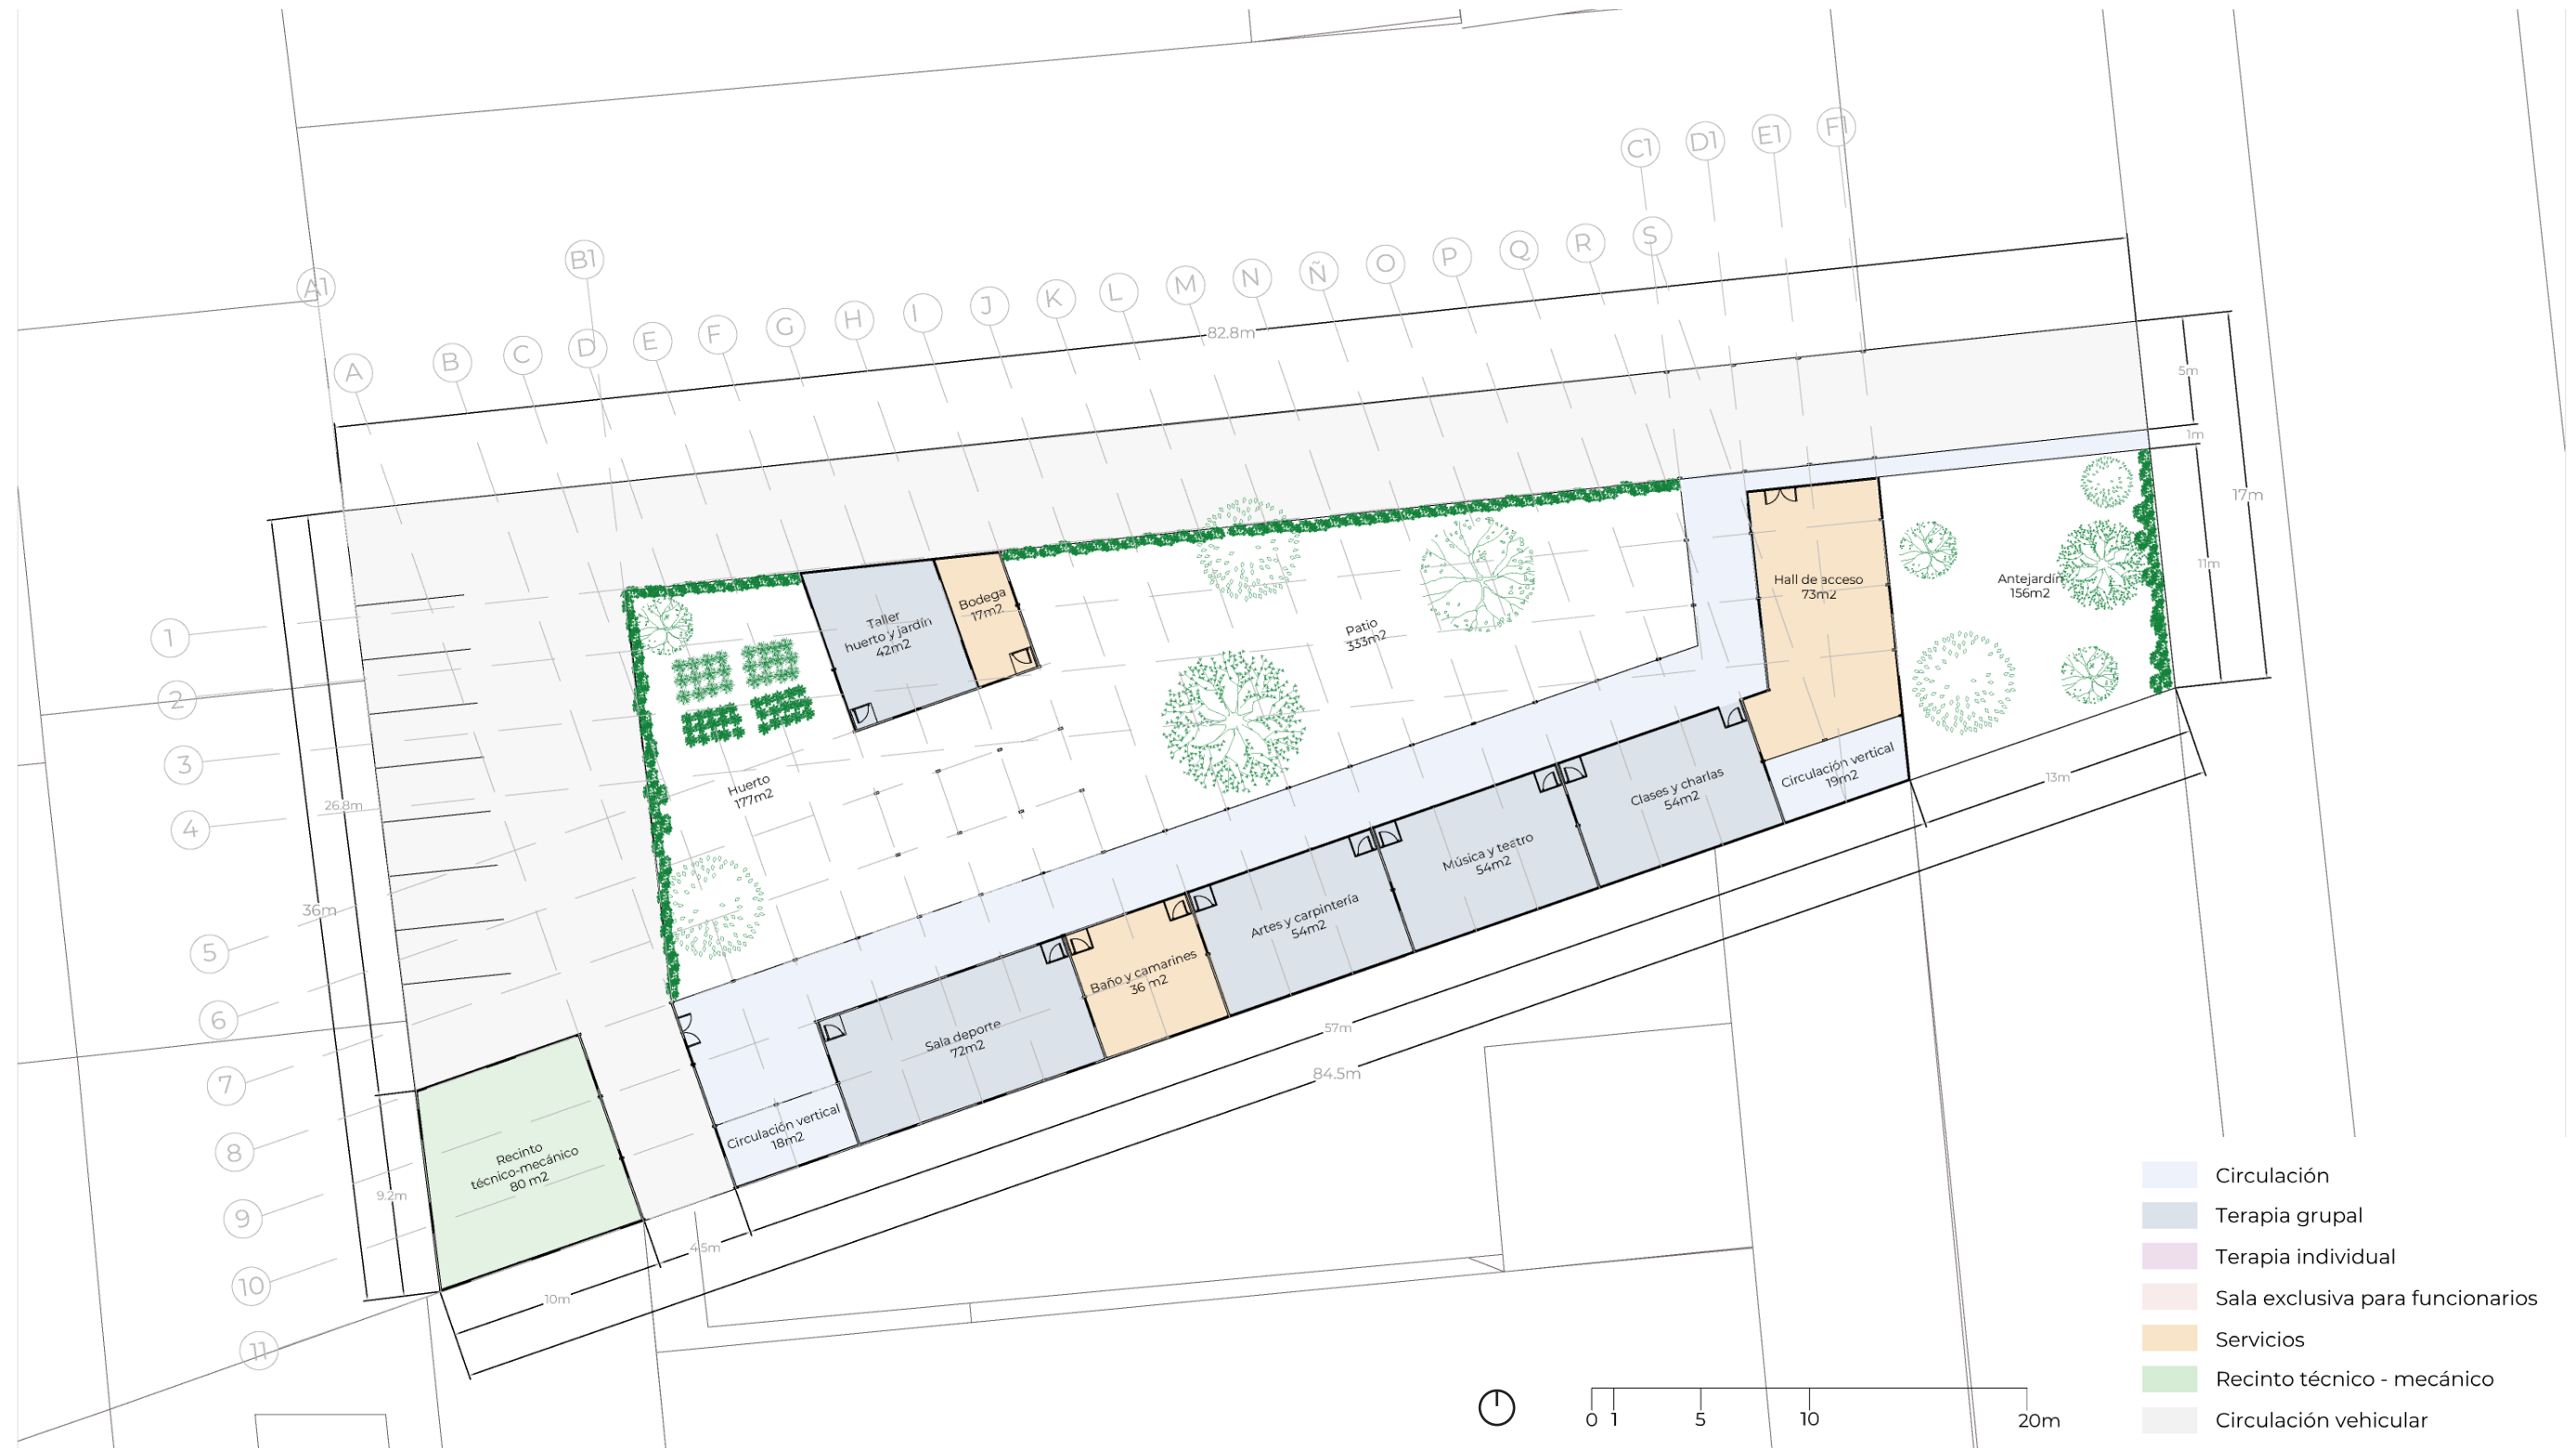 A1
B1
C1
D1
E1
F1
A
B
C
D
E
F
G
H
I
J
K
L
M
N
Ñ
O
P
Q
R
S
82.8m
5m
1m
17m
11m
1
2
3
4
5
6
7
8
9
10
11
26.8m
36m
9.2m
Taller
huerto y jardín
42m2
Bodega
17m2
Patio
333m2
Hall de acceso
73m2
Antejardín
156m2
Huerto
177m2
Circulación vertical
19m2
Clases y charlas
54m2
Música y teatro
54m2
Artes y carpintería
54m2
Baño y camarines
36 m2
Sala deporte
72m2
Circulación vertical
18m2
Recinto
técnico-mecánico
80 m2
13m
57m
84.5m
4.5m
10m
Circulación
Terapia grupal
Terapia individual
Sala exclusiva para funcionarios
Servicios
Recinto técnico - mecánico
Circulación vehicular
0 1 5 10 20m